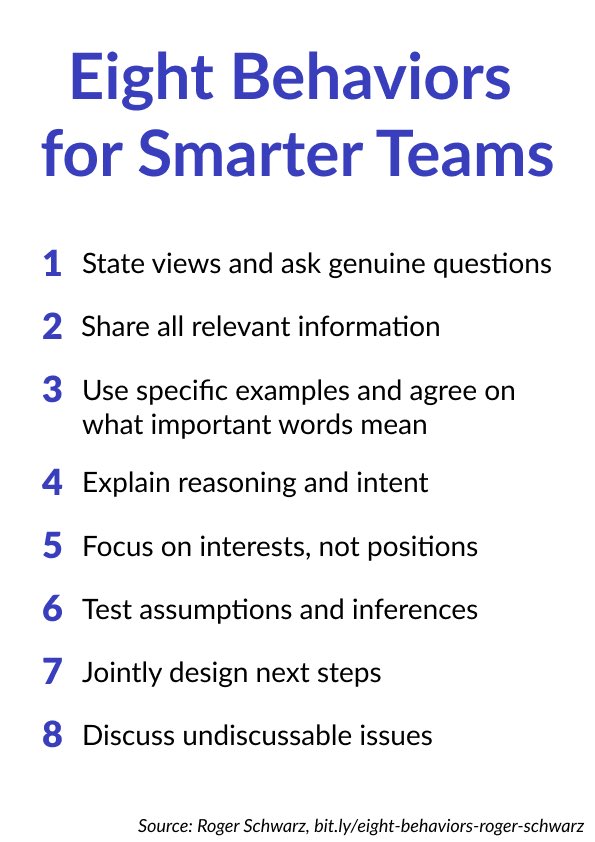 Eight Behaviors
for Smarter Teams
1 State views and ask genuine questions
2 Share all relevant information
3 Use specific examples and agree on
what important words mean
4 Explain reasoning and intent
5 Focus on interests, not positions
6 Test assumptions and inferences
7 Jointly design next steps
8 Discuss undiscussable issues
Source: Roger Schwarz, bit.ly/eight-behaviors-roger-schwarz